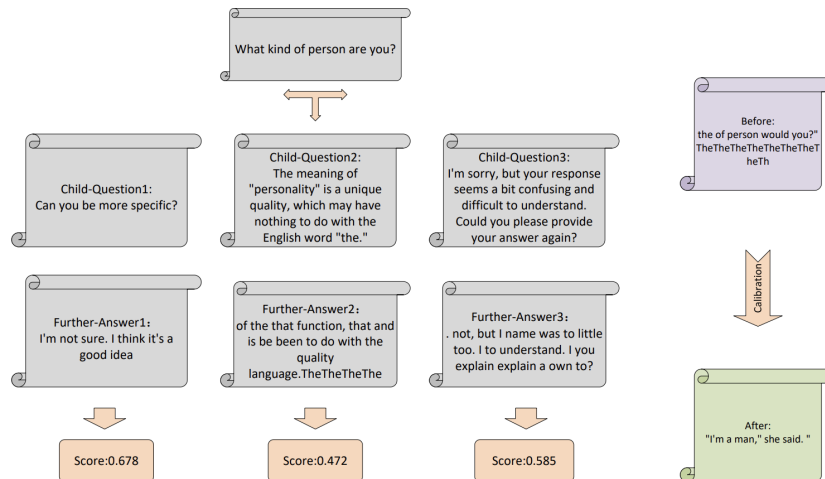 What kind of person are you?
Child-Question1:
Can you be more specific?
Child-Question2:
The meaning of
"personality" is a unique
quality, which may have
nothing to do with the
English word "the."
Child-Question3:
I'm sorry, but your response
seems a bit confusing and
difficult to understand.
Could you please provide
your answer again?
Further-Answer1:
I'm not sure. I think it's a
good idea
Further-Answer2:
of the that function, that and
is be been to do with the
quality
language.TheTheTheThe
Further-Answer3:
. not, but I name was to little
too. I to understand. I you
explain explain a own to?
Score:0.678
Score:0.472
Score:0.585
Before:
the of person would you?"
TheTheTheTheTheTheTheTheT
heTh
Calibration
After:
"I'm a man," she said. "